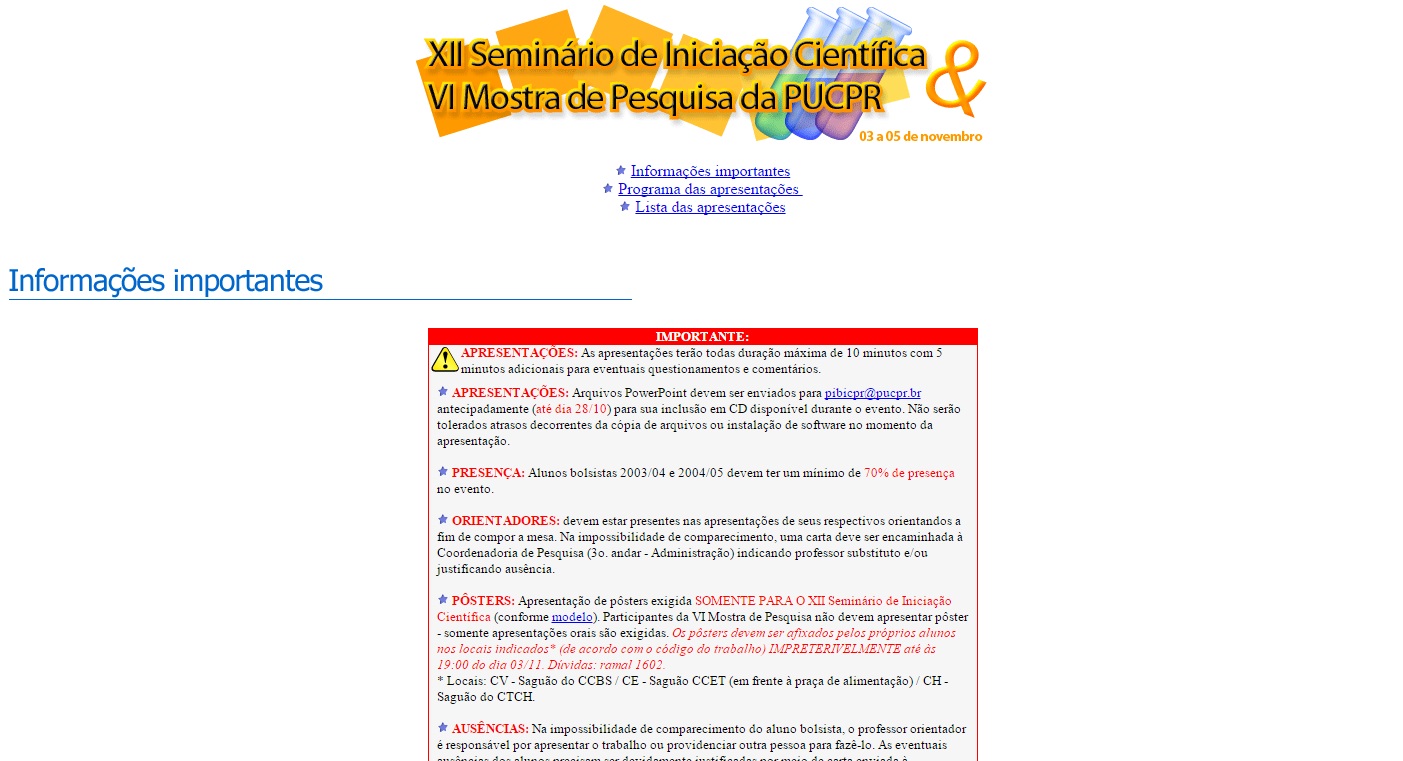 XII Seminário de Iniciação Científica &
VI Mostra de Pesquisa da PUCPR
03 a 05 de novembro
Informações importantes
Programa das apresentações
Lista das apresentações
Informações importantes
IMPORTANTE:
APRESENTAÇÕES: As apresentações terão todas duração máxima de 10 minutos com 5
minutos adicionais para eventuais questionamentos e comentários.
APRESENTAÇÕES: Arquivos PowerPoint devem ser enviados para pibicpr@pucpr.br
antecipadamente (até dia 28/10) para sua inclusão em CD disponível durante o evento. Não serão
tolerados atrasos decorrentes da cópia de arquivos ou instalação de software no momento da
apresentação.
PRESENÇA: Alunos bolsistas 2003/04 e 2004/05 devem ter um mínimo de 70% de presença
no evento.
ORIENTADORES: devem estar presentes nas apresentações de seus respectivos orientandos a
fim de compor a mesa. Na impossibilidade de comparecimento, uma carta deve ser encaminhada à
Coordenadoria de Pesquisa (3o. andar - Administração) indicando professor substituto e/ou
justificando ausência.
PÔSTERS: Apresentação de pôsters exigida SOMENTE PARA O XII Seminário de Iniciação
Científica (conforme modelo). Participantes da VI Mostra de Pesquisa não devem apresentar pôster
- somente apresentações orais são exigidas. Os pôsters devem ser afixados pelos próprios alunos
nos locais indicados* (de acordo com o código do trabalho) IMPRETERIVELMENTE até às
19:00 do dia 03/11. Dúvidas: ramal 1602.
* Locais: CV - Saguão do CCBS / CE - Saguão CCET (em frente à praça de alimentação) / CH -
Saguão do CTCH.
AUSÊNCIAS: Na impossibilidade de comparecimento do aluno bolsista, o professor orientador
é responsável por apresentar o trabalho ou providenciar outra pessoa para fazê-lo. As eventuais
ausências dos alunos precisam ser devidamente justificadas por meio de carta enviada à